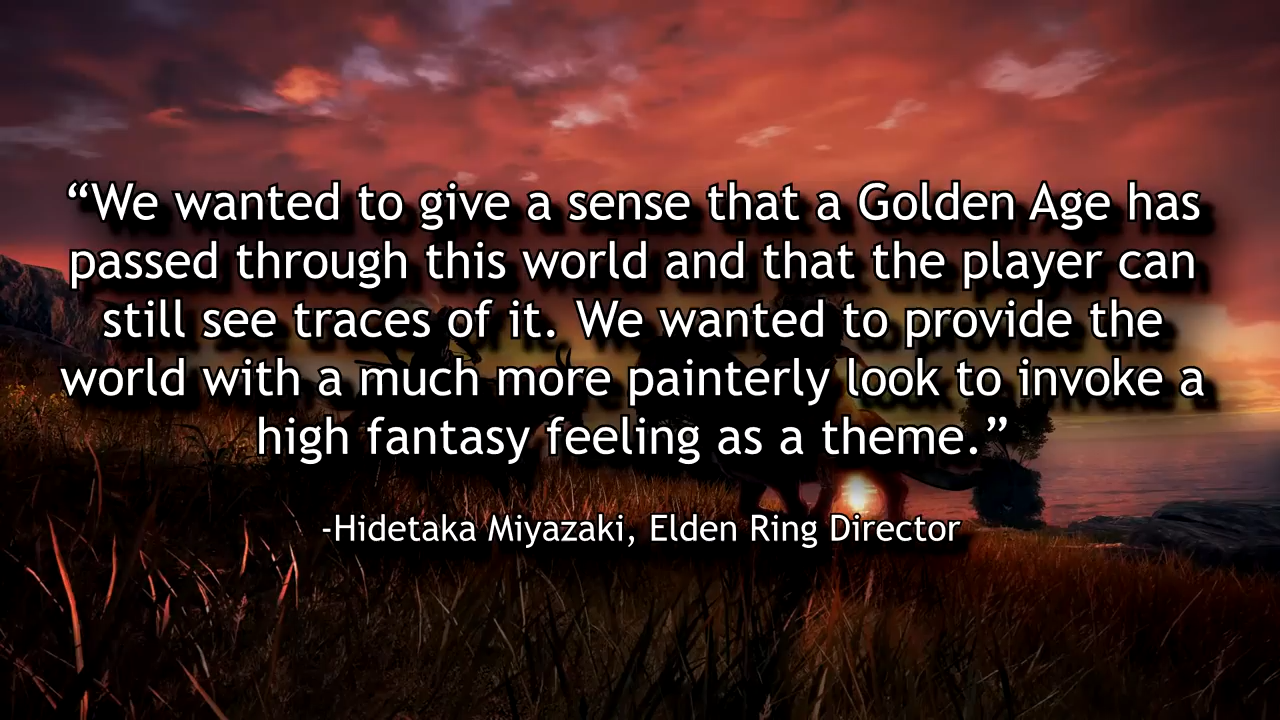 “We wanted to give a sense that a Golden Age has
passed through this world and that the player can
still see traces of it. We wanted to provide the
world with a much more painterly look to invoke a
high fantasy feeling as a theme.”
-Hidetaka Miyazaki, Elden Ring Director